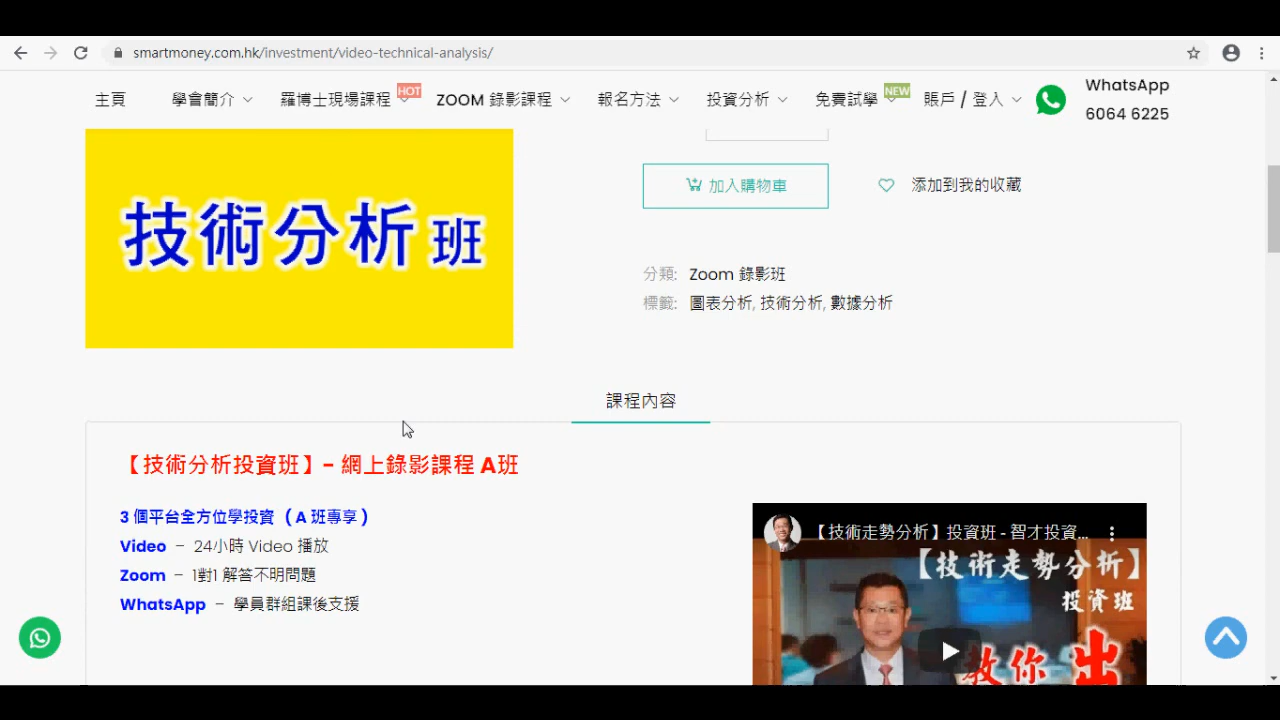 smartmoney.com.hk/investment/video-technical-analysis/
主頁
學會簡介
羅博士現場課程
HOT
ZOOM 錄影課程
報名方法
投資分析
免費試學
NEW
賬戶 / 登入
WhatsApp
6064 6225
技術分析 班
加入購物車
添加到我的收藏
分類: Zoom 錄影班
標籤: 圖表分析, 技術分析, 數據分析
課程內容
【技術分析投資班】– 網上錄影課程 A班
3 個平台全方位學投資 (A 班專享)
Video – 24小時 Video 播放
Zoom – 1對1 解答不明問題
WhatsApp – 學員群組課後支援
【技術走勢分析】投資班 - 智才投資...
【技術走勢分析】
投資班
教你 出